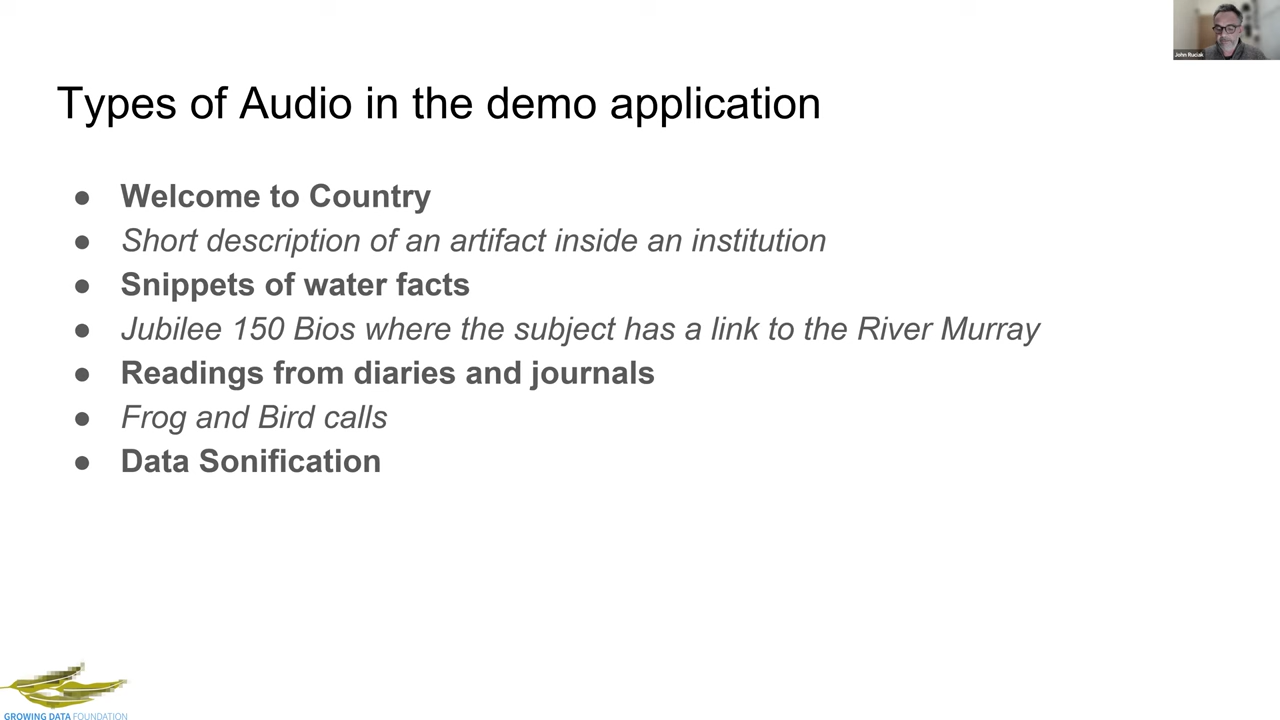 John Ruciak
Types of Audio in the demo application
● Welcome to Country
● Short description of an artifact inside an institution
● Snippets of water facts
● Jubilee 150 Bios where the subject has a link to the River Murray
● Readings from diaries and journals
● Frog and Bird calls
● Data Sonification
GROWING DATA FOUNDATION